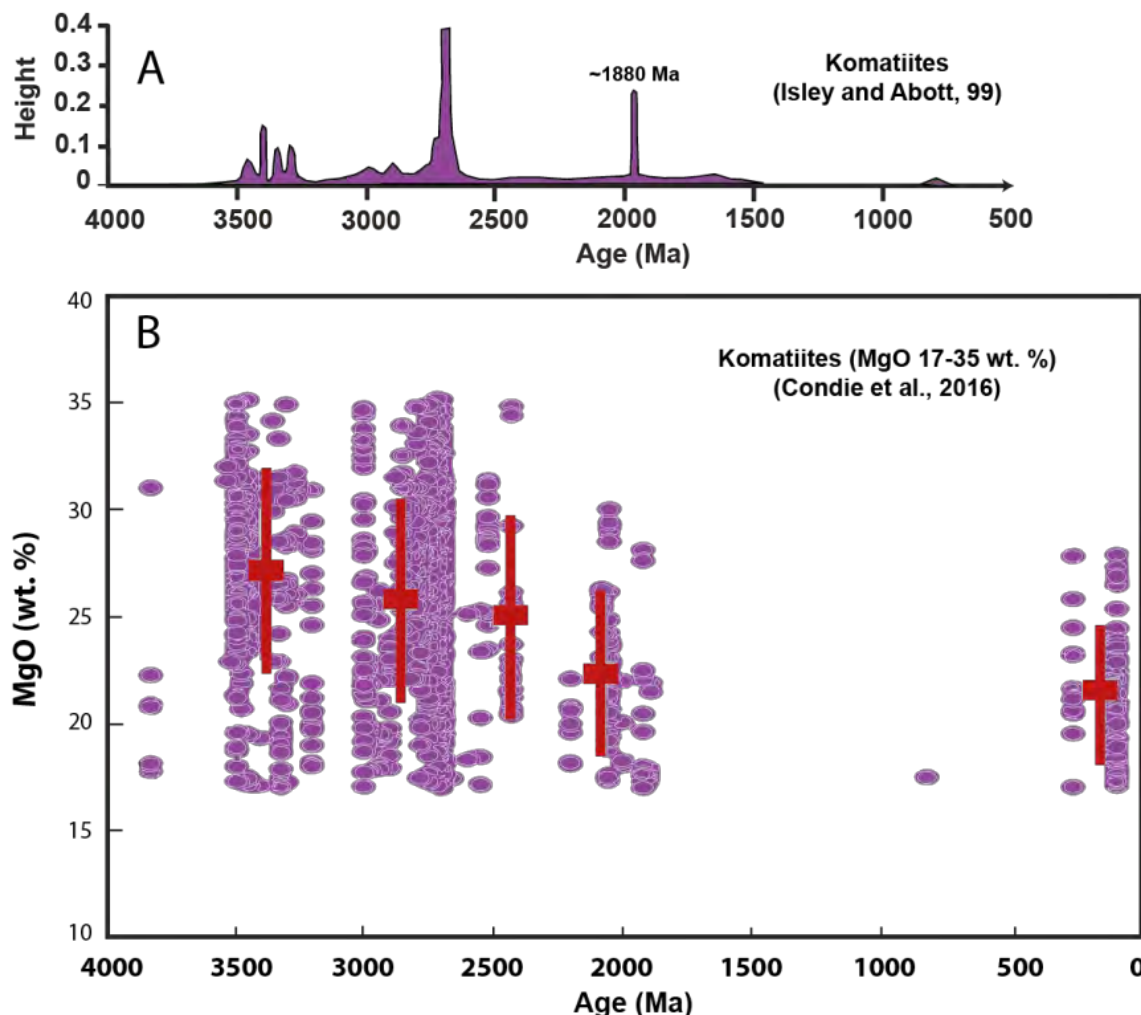 A
0.4
0.3
0.2
0.1
0
Height
~1880 Ma
Komatiites
(Isley and Abott, 99)
4000 3500 3000 2500 2000 1500 1000 500
Age (Ma)
B
Komatiites (MgO 17-35 wt. %)
(Condie et al., 2016)
40
35
30
25
20
15
10
MgO (wt. %)
4000 3500 3000 2500 2000 1500 1000 500 0
Age (Ma)